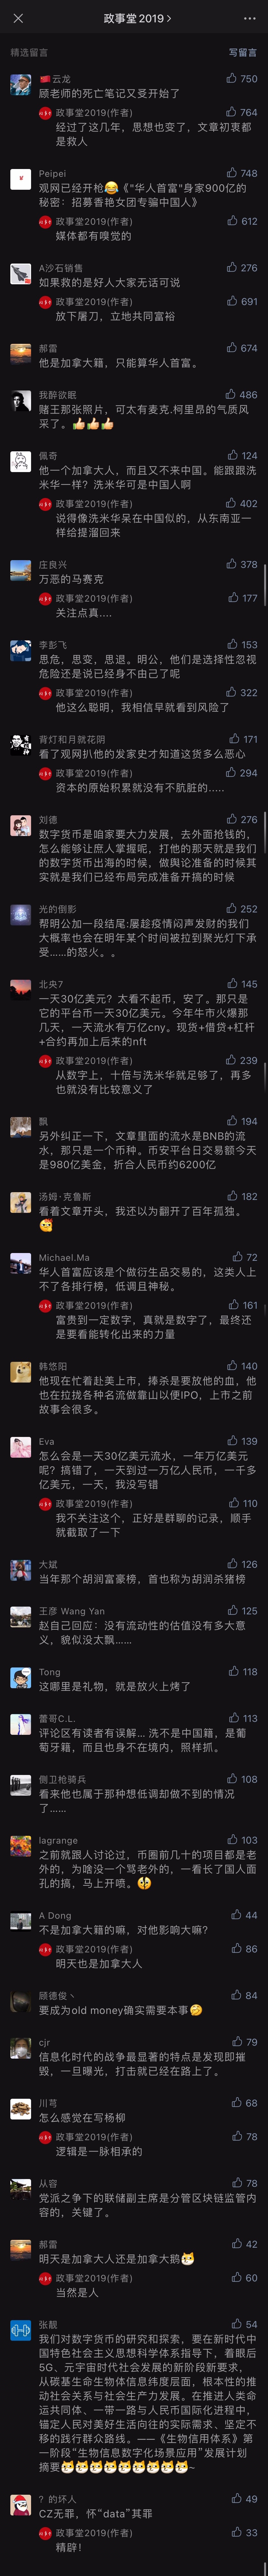 政事堂2019
精选留言 写留言
云龙 750
顾老师的死亡笔记又要开始了
政事堂2019(作者) 764
经过了这几年，思想也变了，文章初衷都
是救人
Peipei 748
观网已经开枪😂《"华人首富"身家900亿的
秘密：招募香艳女团专骗中国人》
政事堂2019(作者) 612
媒体都有嗅觉的
A沙石销售 276
如果救的是好人大家无话可说
政事堂2019(作者) 691
放下屠刀，立地共同富裕
郝雷 674
他是加拿大籍，只能算华人首富。
我醉欲眠 486
赌王那张照片，可太有麦克.柯里昂的气质风
采了。👍👍👍
佩奇 124
他一个加拿大人，而且又不来中国。能跟跟洗
米华一样？洗米华可是中国人啊
政事堂2019(作者) 402
说得像洗米华呆在中国似的，从东南亚一
样给提溜回来
庄良兴 378
万恶的马赛克
政事堂2019(作者) 177
关注点真....
李彭飞 153
思危，思变，思退。明公，他们是选择性忽视
危险还是说已经身不由己了呢
政事堂2019(作者) 322
他这么聪明，我相信早就看到风险了
背灯和月就花阴 171
看了观网扒他的发家史才知道这货多么恶心
政事堂2019(作者) 294
资本的原始积累就没有不肮脏的.....
刘德 276
数字货币是咱家要大力发展，去外面抢钱的，
怎么能够让庶人掌握呢，打他的那天就是我们
的数字货币出海的时候，做舆论准备的时候其
实就是我们已经布局完成准备开搞的时候
光的倒影 252
帮明公加一段结尾:屡趁疫情闷声发财的我们
大概率也会在明年某个时间被拉到聚光灯下承
受……的怒火。。
北央7 145
一天30亿美元？太看不起币，安了。那只是
它的平台币一天30亿美元。今年牛市火爆那
几天，一天流水有万亿cny。现货+借贷+杠杆
+合约再加上后来的nft
政事堂2019(作者) 239
从数字上，十倍与洗米华就足够了，再多
也就没有比较意义了
飘 194
另外纠正一下，文章里面的流水是BNB的流
水，那只是一个币种。币安平台日交易额今天
是980亿美金，折合人民币约6200亿
汤姆·克鲁斯 182
看着文章开头，我还以为翻开了百年孤独。
🥰
Michael.Ma 72
华人首富应该是个做衍生品交易的，这类人上
不了各排行榜，低调且神秘。
政事堂2019(作者) 161
富贵到一定数字，真就是数字了，最终还
是要看能转化出来的力量
韩悠阳 140
他现在忙着赴美上市，捧杀是要放他的血，他
也在拉拢各种名流做靠山以便IPO，上市之前
故事会很多。
Eva 139
怎么会是一天30亿美元流水，一年万亿美元
呢？搞错了，一天到过一万亿人民币，一千多
亿美元，一天，我没写错
政事堂2019(作者) 110
我不关注这个，正好是群聊的记录，顺手
就截取了一下
大斌 126
当年那个胡润富豪榜，首也称为胡润杀猪榜
王彦 Wang Yan 125
赵自己回应：没有流动性的估值没有多大意
义，貌似没太飘……
Tong 118
这哪里是礼物，就是放火上烤了
蕾哥C.L. 113
评论区有读者有误解... 洗不是中国籍，是葡
萄牙籍，而且也身不在境内，照样抓。
侧卫枪骑兵 108
看来他也属于那种想低调却做不到的情况
了……
lagrange 103
之前就跟人讨论过，币圈前几十的项目都是老
外的，为啥没一个骂老外的，一看长了国人面
孔的搞，马上开喷。
A Dong 44
不是加拿大籍的嘛，对他影响大嘛？
政事堂2019(作者) 86
明天也是加拿大人
顾德俊丶 84
要成为old money确实需要本事🤣
cjr 79
信息化时代的战争最显著的特点是发现即摧
毁，一旦曝光，打击就已经在路上了。
川芎 68
怎么感觉在写杨柳
政事堂2019(作者) 78
逻辑是一脉相承的
从容 78
党派之争下的联储副主席是分管区块链监管内
容的，关键了。
郝雷 42
明天是加拿大人还是加拿大鹅
政事堂2019(作者) 60
当然是人
张靓 54
我们对数字货币的研究和探索，要在新时代中
国特色社会主义思想科学体系指导下，着眼后
5G、元宇宙时代社会发展的新阶段新要求，
从碳基生命生物体信息纬度层面，根本性的推
动社会关系与社会生产力发展。在推进人类命
运共同体、一带一路与人民币国际化进程中，
锚定人民对美好生活向往的实际需求、坚定不
移的践行群众路线。——《生物信用体系》第
一阶段"生物信息数字化场景应用"发展计划
摘要~
？的坏人 49
CZ无罪，怀"data"其罪
政事堂2019(作者) 33
精辟！